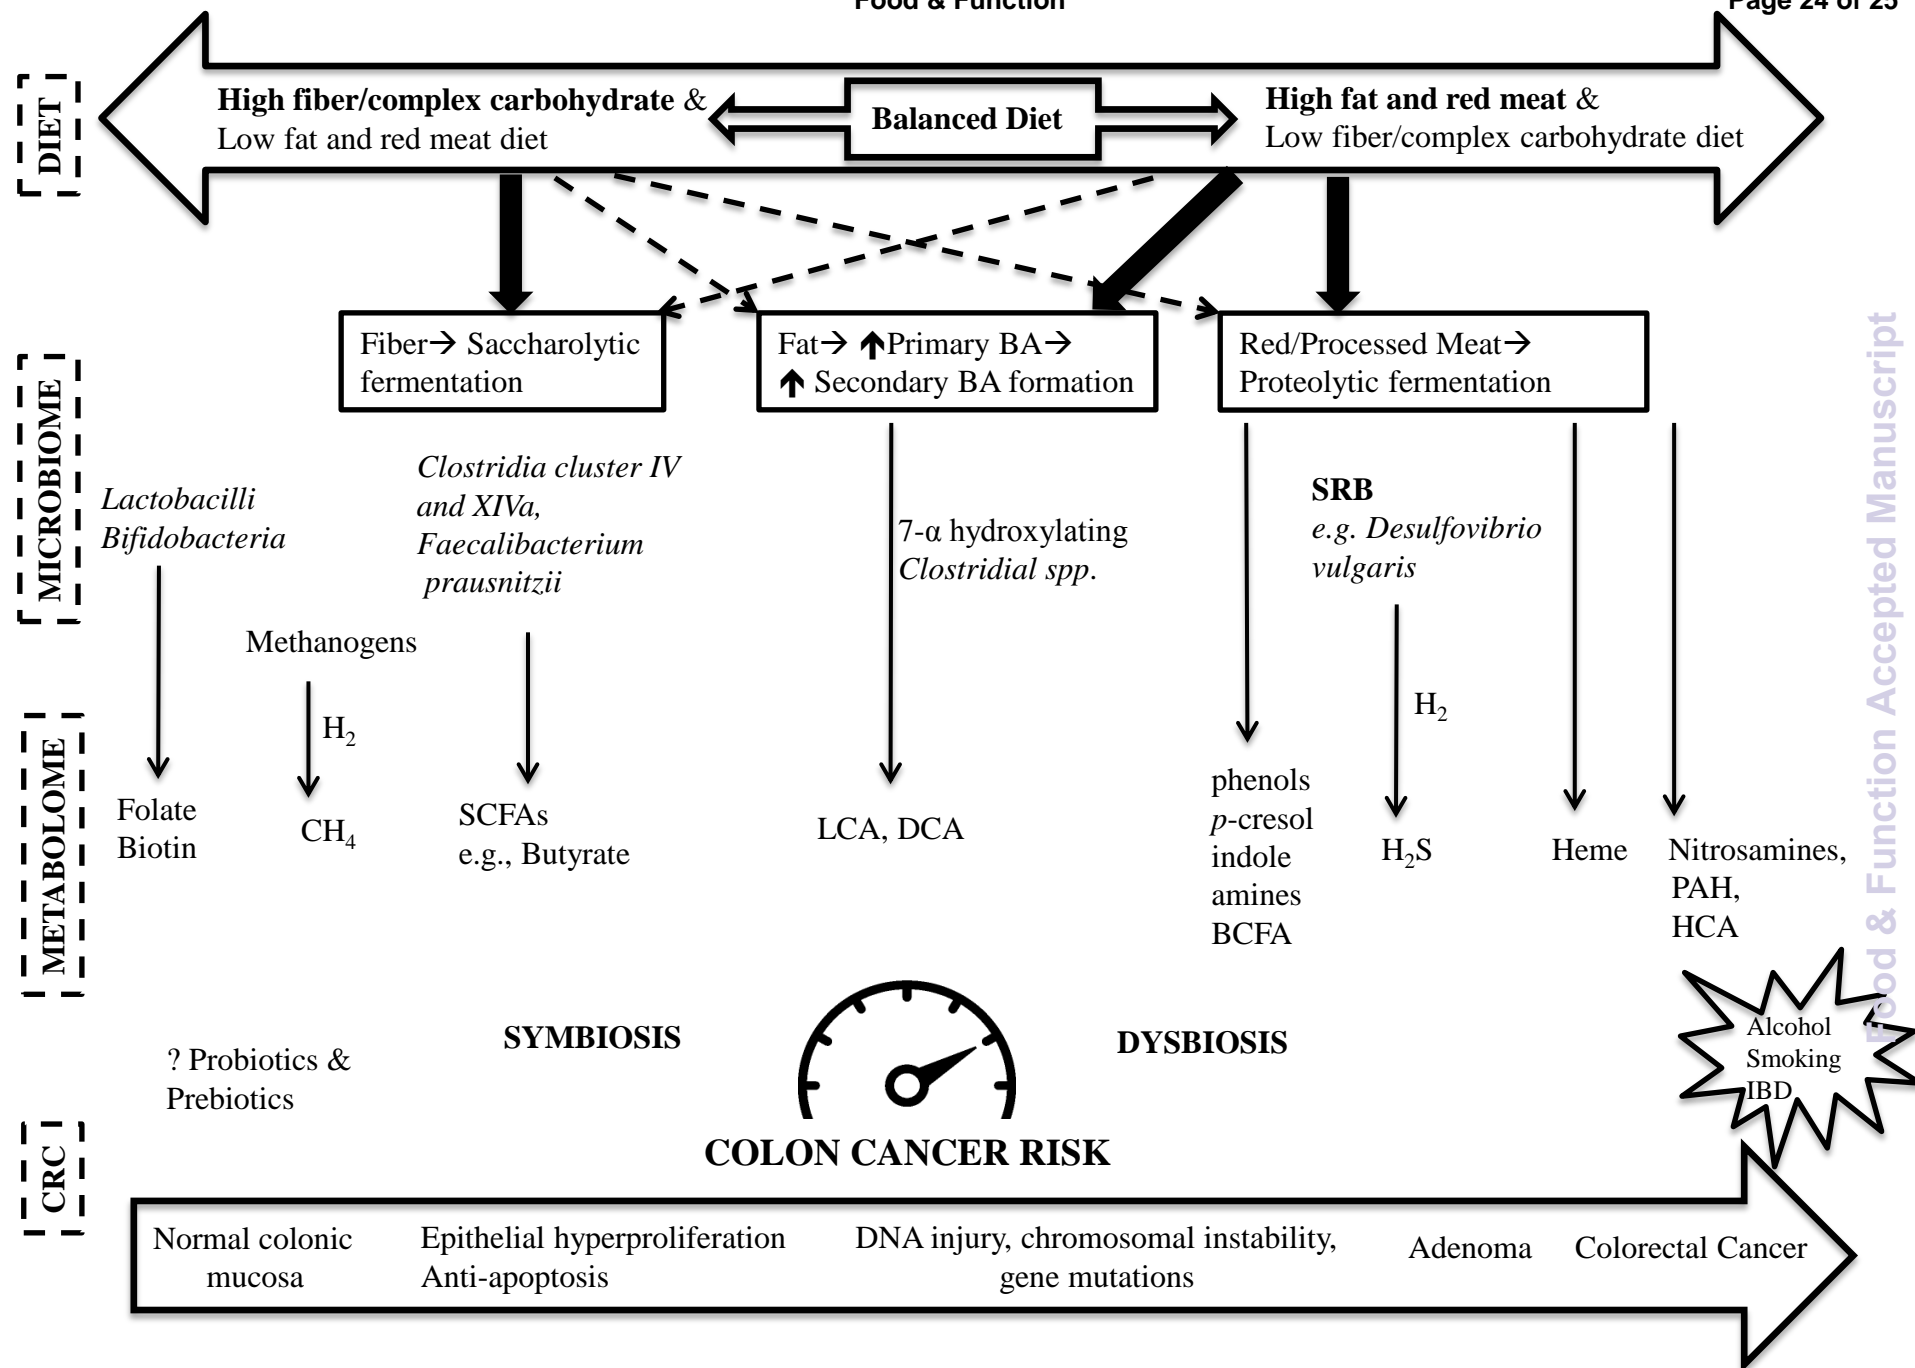 Food & Function
Page 24 of 25
DIET
High fiber/complex carbohydrate &
Low fat and red meat diet
Balanced Diet
High fat and red meat &
Low fiber/complex carbohydrate diet
MICROBIOME
Fiber→ Saccharolytic
fermentation
Fat→ ↑Primary BA→
↑ Secondary BA formation
Red/Processed Meat→
Proteolytic fermentation
Lactobacilli
Bifidobacteria
Clostridia cluster IV
and XIVa,
Faecalibacterium
prausnitzii
7-α hydroxylating
Clostridial spp.
SRB
e.g. Desulfovibrio
vulgaris
Methanogens
H₂
H₂
METABOLOME
Folate
Biotin
CH₄
SCFAs
e.g., Butyrate
LCA, DCA
phenols
p-cresol
indole
amines
BCFA
H₂S
Heme
Nitrosamines,
PAH,
HCA
? Probiotics &
Prebiotics
SYMBIOSIS
DYSBIOSIS
Alcohol
Smoking
IBD
COLON CANCER RISK
CRC
Normal colonic
mucosa
Epithelial hyperproliferation
Anti-apoptosis
DNA injury, chromosomal instability,
gene mutations
Adenoma
Colorectal Cancer
Food & Function Accepted Manuscript